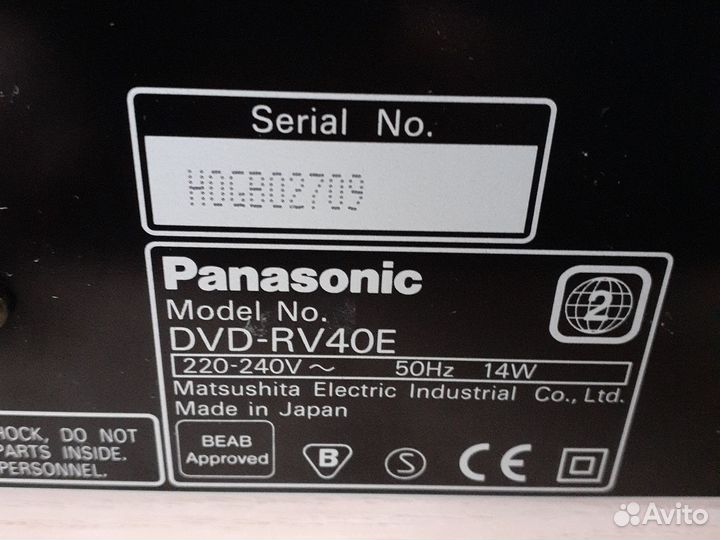 Serial No.
H0GB02709
Panasonic
2
Model No.
DVD-RV40E
220-240V ~ 50Hz 14W
Matsushita Electric Industrial Co., Ltd.
Made in Japan
BEAB
Approved
B
S
CE
HOCK, DO NOT
PARTS INSIDE.
PERSONNEL.
Avito